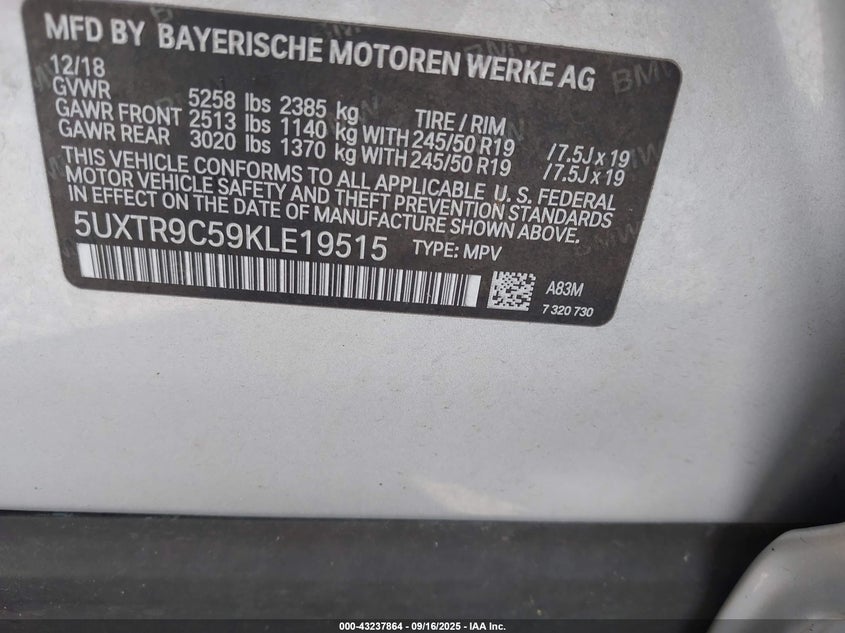 MFD BY BAYERISCHE MOTOREN WERKE AG
12/18
GVWR 5258 lbs 2385 kg TIRE / RIM
GAWR FRONT 2513 lbs 1140 kg WITH 245/50 R19 /7.5J x 19
GAWR REAR 3020 lbs 1370 kg WITH 245/50 R19 /7.5J x 19
THIS VEHICLE CONFORMS TO ALL APPLICABLE U. S. FEDERAL
MOTOR VEHICLE SAFETY AND THEFT PREVENTION STANDARDS
IN EFFECT ON THE DATE OF MANUFACTURE SHOWN ABOVE.
5UXTR9C59KLE19515 TYPE: MPV
A83M
7 320 730
BMW
000-43237864 - 09/16/2025 - IAA Inc.